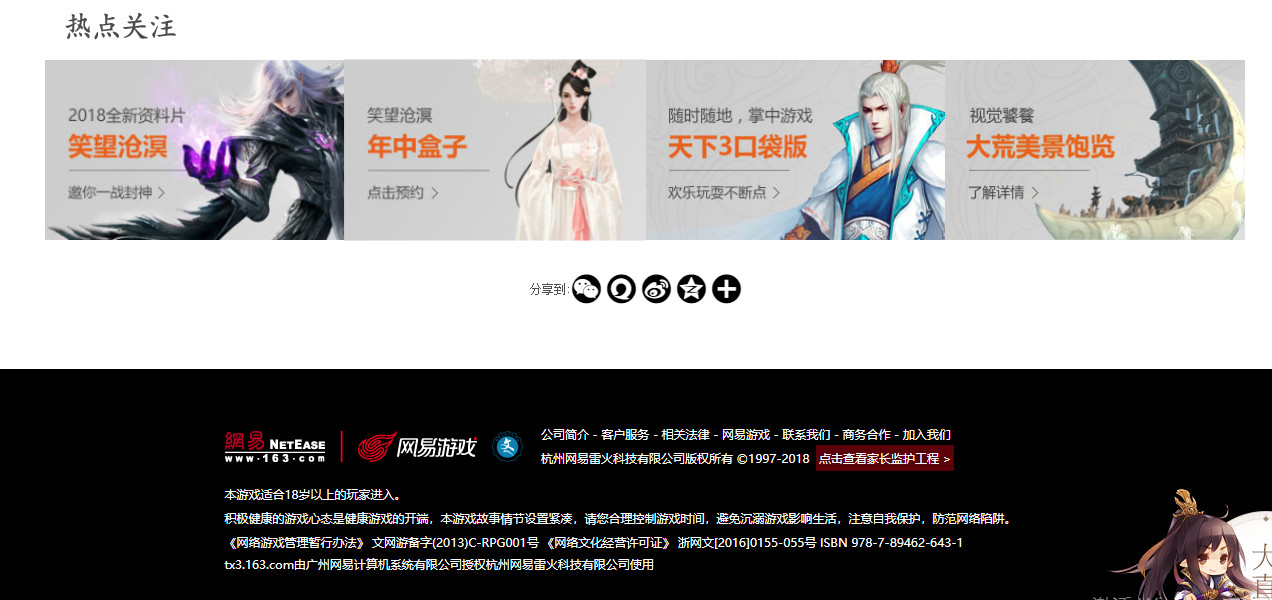 热点关注
2018全新资料片
笑望沧溟
邀你一战封神 >
笑望沧溟
年中盒子
点击预约 >
随时随地，掌中游戏
天下3口袋版
欢乐玩耍不断点 >
视觉饕餮
大荒美景饱览
了解详情 >
分享到:
網易 NETEASE
www.163.com
网易游戏
文
公司简介 - 客户服务 - 相关法律 - 网易游戏 - 联系我们 - 商务合作 - 加入我们
杭州网易雷火科技有限公司版权所有 ©1997-2018 点击查看家长监护工程 >
本游戏适合18岁以上的玩家进入。
积极健康的游戏心态是健康游戏的开端，本游戏故事情节设置紧凑，请您合理控制游戏时间，避免沉溺游戏影响生活，注意自我保护，防范网络陷阱。
《网络游戏管理暂行办法》 文网游备字(2013)C-RPG001号 《网络文化经营许可证》 浙网文[2016]0155-055号 ISBN 978-7-89462-643-1
tx3.163.com由广州网易计算机系统有限公司授权杭州网易雷火科技有限公司使用